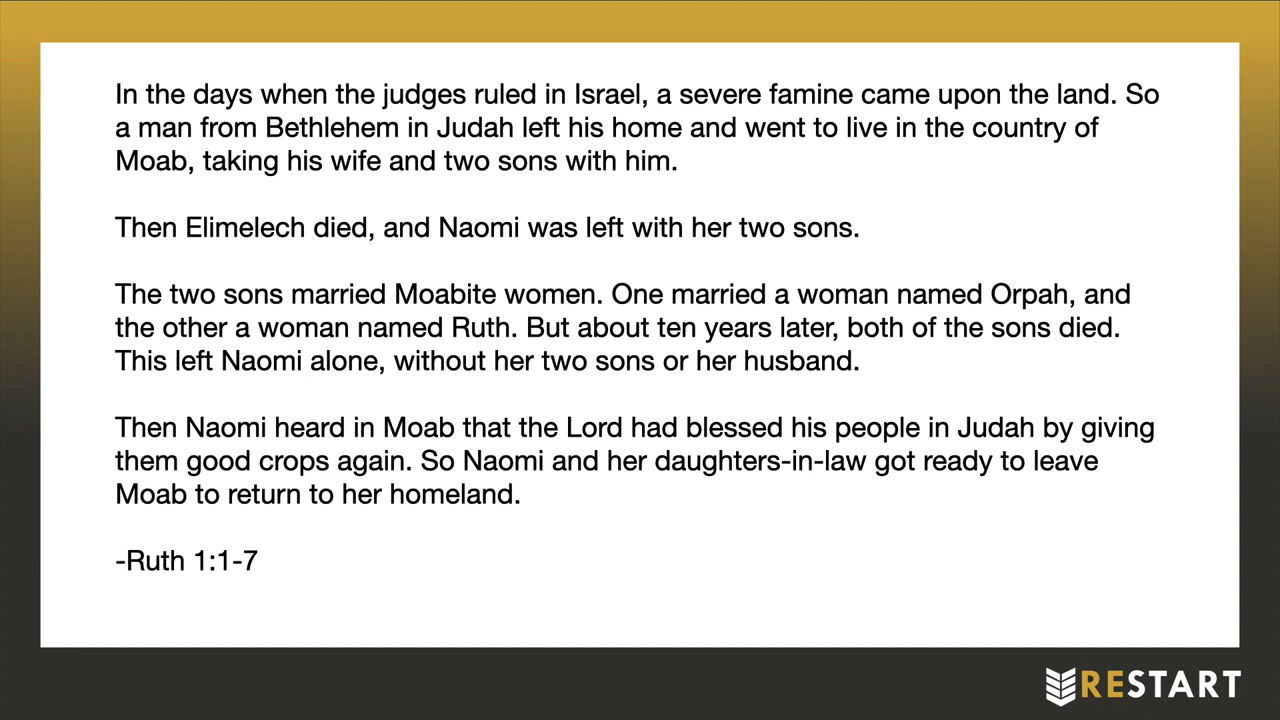 In the days when the judges ruled in Israel, a severe famine came upon the land. So
a man from Bethlehem in Judah left his home and went to live in the country of
Moab, taking his wife and two sons with him.
Then Elimelech died, and Naomi was left with her two sons.
The two sons married Moabite women. One married a woman named Orpah, and
the other a woman named Ruth. But about ten years later, both of the sons died.
This left Naomi alone, without her two sons or her husband.
Then Naomi heard in Moab that the Lord had blessed his people in Judah by giving
them good crops again. So Naomi and her daughters-in-law got ready to leave
Moab to return to her homeland.
-Ruth 1:1-7
RESTART